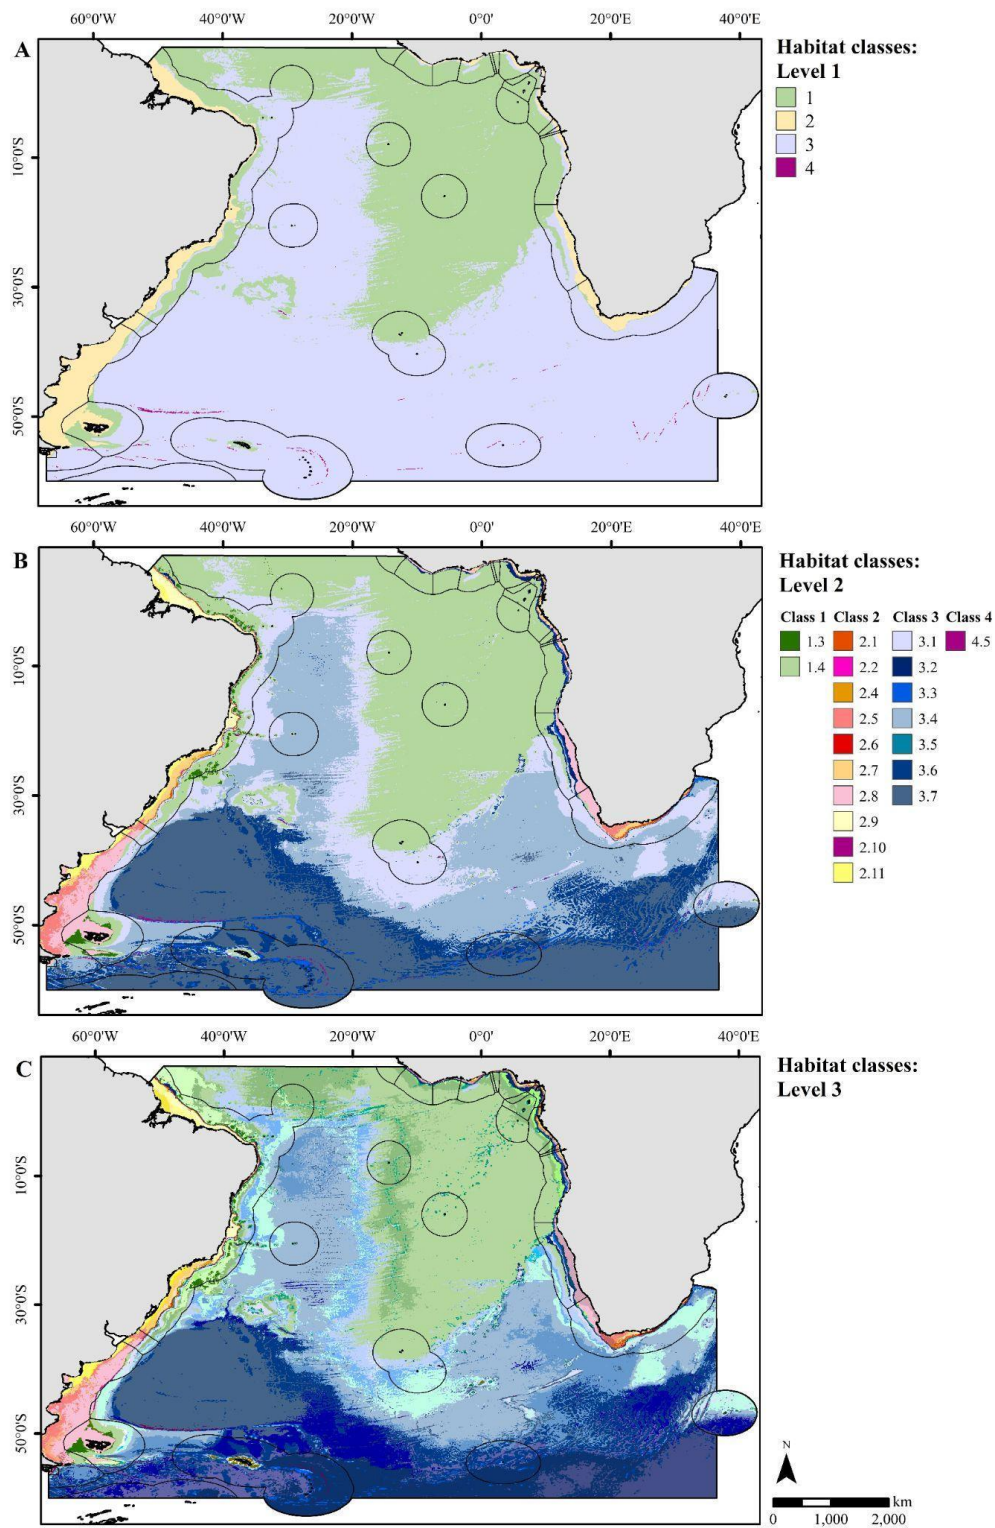 60°0'W 40°0'W 20°0'W 0°0' 20°0'E 40°0'E
A
Habitat classes:
Level 1
1
2
3
4
10°0'S
30°0'S
50°0'S
60°0'W 40°0'W 20°0'W 0°0' 20°0'E 40°0'E
B
Habitat classes:
Level 2
Class 1 Class 2 Class 3 Class 4
1.3 2.1 3.1 4.5
1.4 2.2 3.2
2.4 3.3
2.5 3.4
2.6 3.5
2.7 3.6
2.8 3.7
2.9
2.10
2.11
10°0'S
30°0'S
50°0'S
60°0'W 40°0'W 20°0'W 0°0' 20°0'E 40°0'E
C
Habitat classes:
Level 3
10°0'S
30°0'S
50°0'S
N
km
0 1,000 2,000